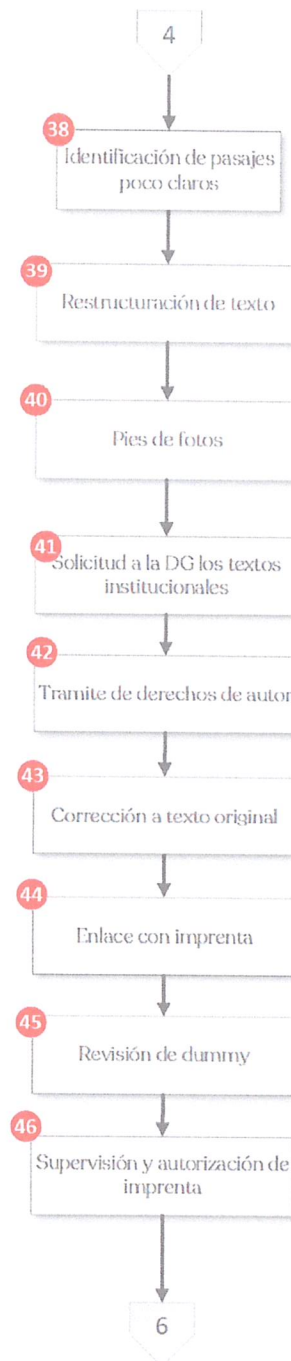 4
38
Identificación de pasajes
poco claros
39
Restructuración de texto
40
Pies de fotos
41
Solicitud a la DG los textos
institucionales
42
Tramite de derechos de autor
43
Corrección a texto original
44
Enlace con imprenta
45
Revisión de dummy
46
Supervisión y autorización de
imprenta
6